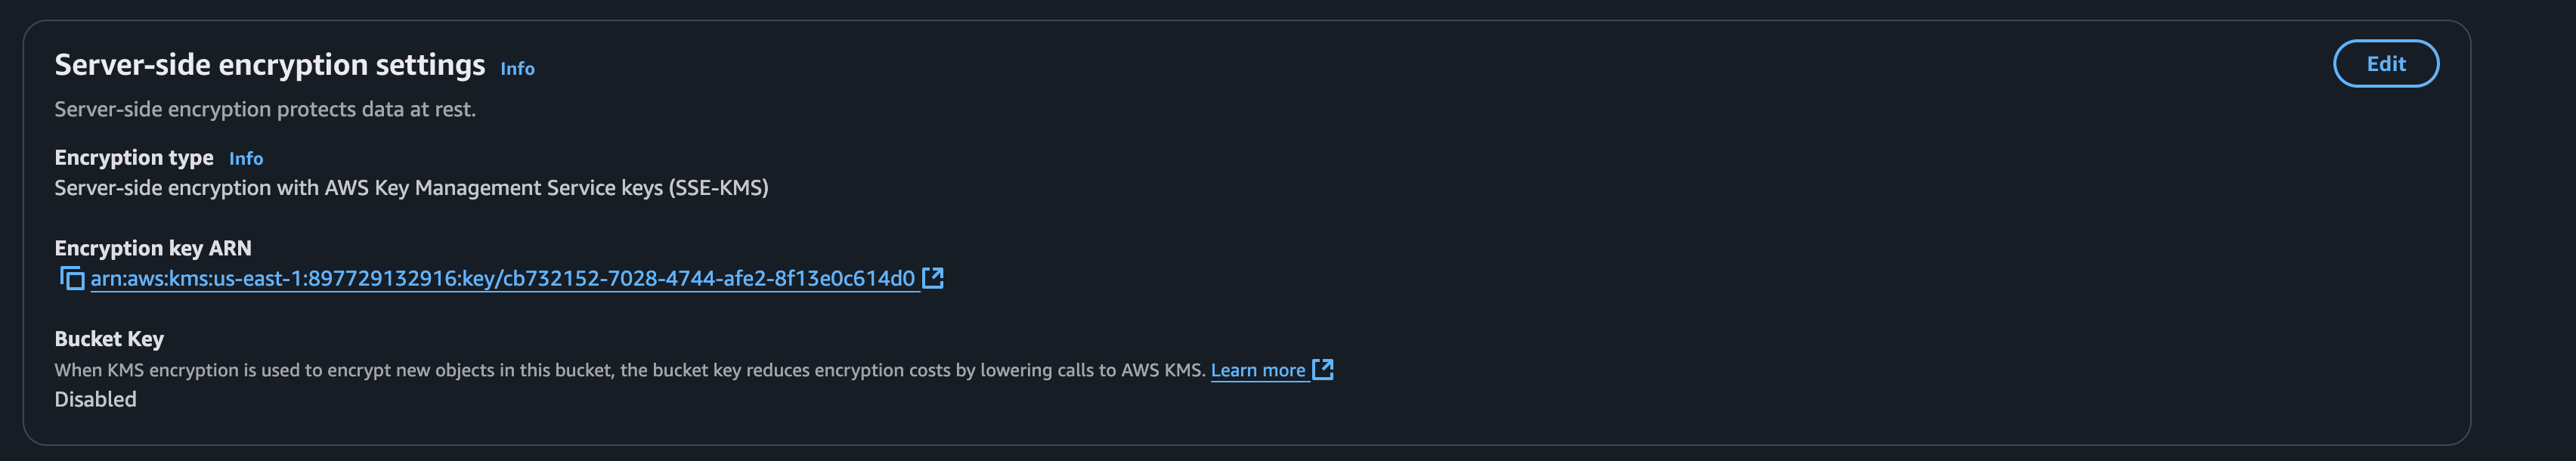 Server-side encryption settings Info
Edit
Server-side encryption protects data at rest.
Encryption type Info
Server-side encryption with AWS Key Management Service keys (SSE-KMS)
Encryption key ARN
arn:aws:kms:us-east-1:897729132916:key/cb732152-7028-4744-afe2-8f13e0c614d0
Bucket Key
When KMS encryption is used to encrypt new objects in this bucket, the bucket key reduces encryption costs by lowering calls to AWS KMS. Learn more
Disabled